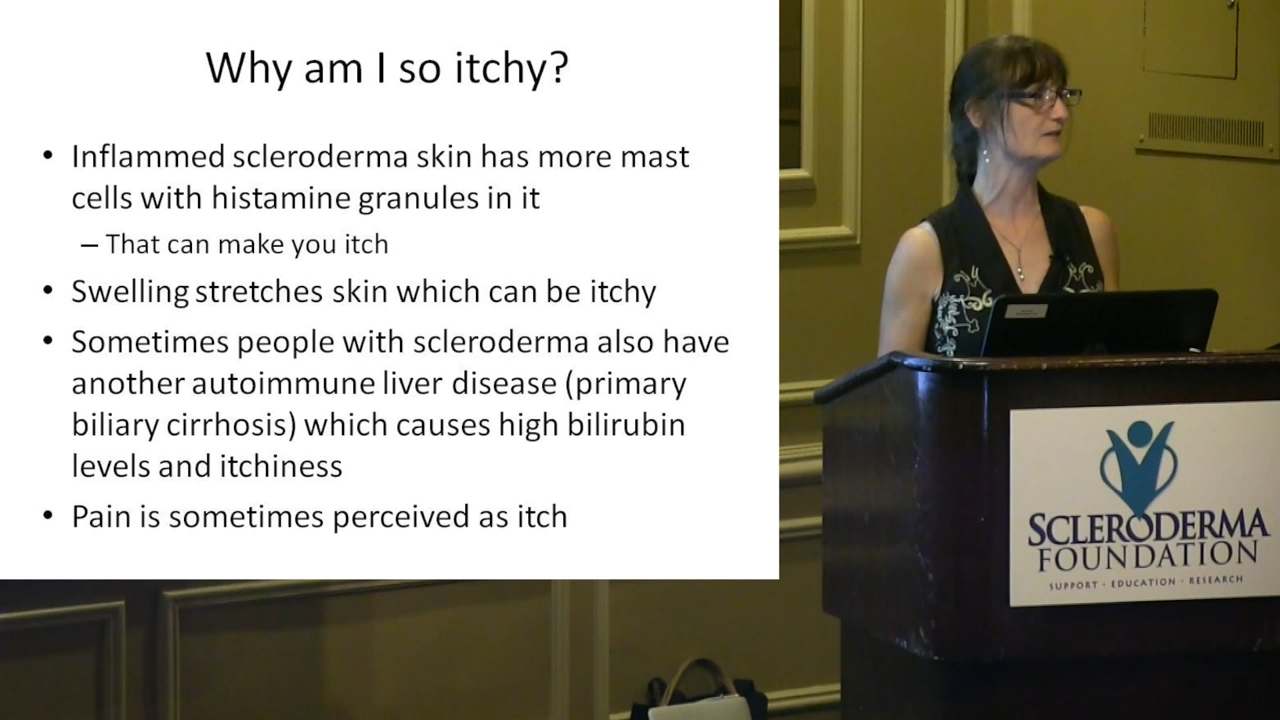 Why am I so itchy?
• Inflammed scleroderma skin has more mast
cells with histamine granules in it
– That can make you itch
• Swelling stretches skin which can be itchy
• Sometimes people with scleroderma also have
another autoimmune liver disease (primary
biliary cirrhosis) which causes high bilirubin
levels and itchiness
• Pain is sometimes perceived as itch
SCLERODERMA
FOUNDATION
SUPPORT · EDUCATION · RESEARCH